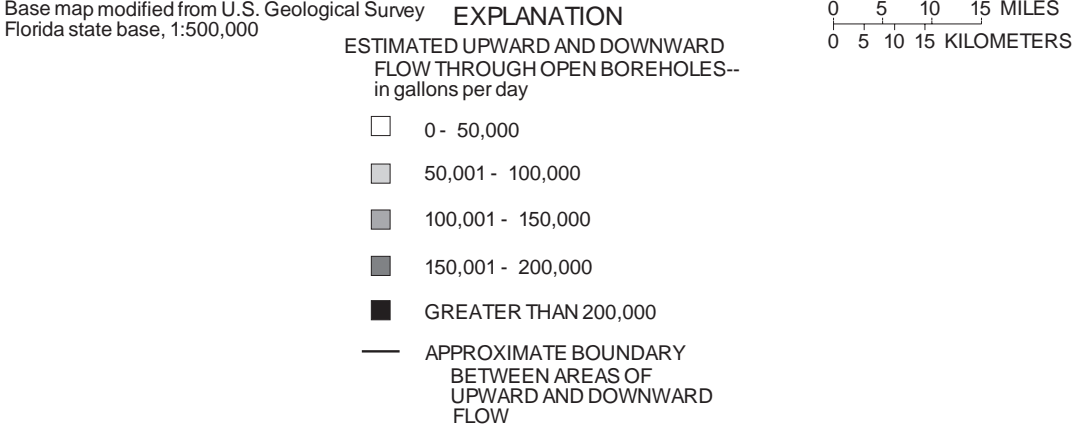 Base map modified from U.S. Geological Survey
Florida state base, 1:500,000
EXPLANATION
ESTIMATED UPWARD AND DOWNWARD
FLOW THROUGH OPEN BOREHOLES--
in gallons per day
0 - 50,000
50,001 - 100,000
100,001 - 150,000
150,001 - 200,000
GREATER THAN 200,000
APPROXIMATE BOUNDARY
BETWEEN AREAS OF
UPWARD AND DOWNWARD
FLOW
0 5 10 15 MILES
0 5 10 15 KILOMETERS